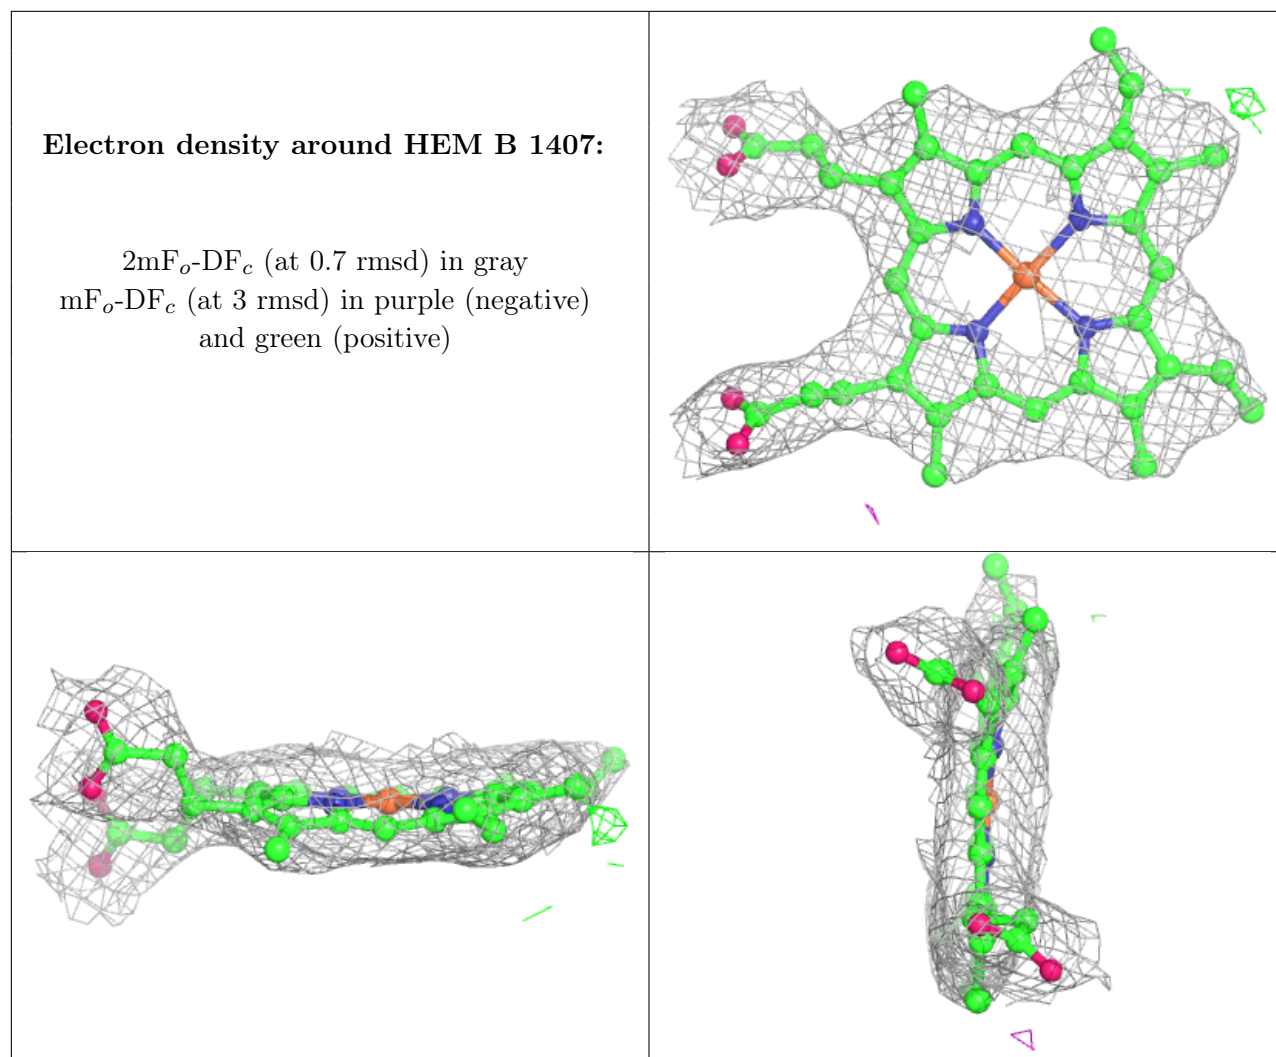 Electron density around HEM B 1407:
2mFo-DFc (at 0.7 rmsd) in gray
mFo-DFc (at 3 rmsd) in purple (negative)
and green (positive)